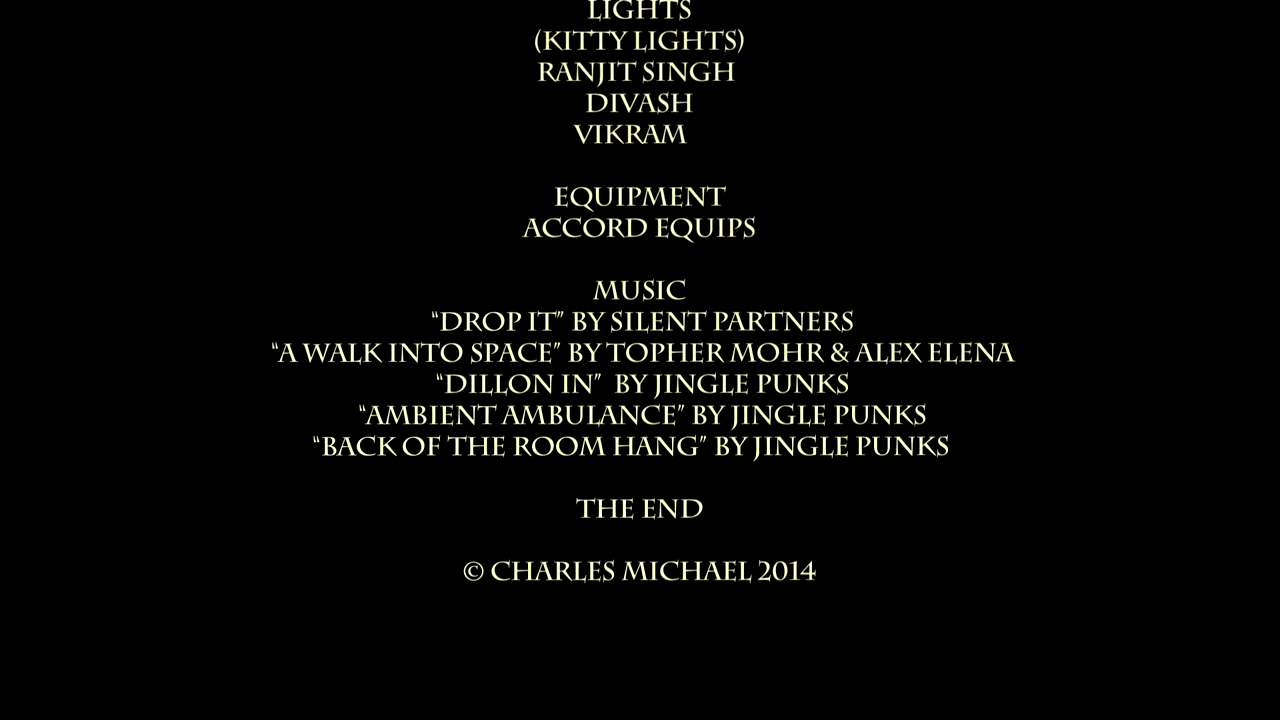 LIGHTS
(KITTY LIGHTS)
RANJIT SINGH
DIVASH
VIKRAM
EQUIPMENT
ACCORD EQUIPS
MUSIC
“DROP IT” BY SILENT PARTNERS
“A WALK INTO SPACE” BY TOPHER MOHR & ALEX ELENA
“DILLON IN” BY JINGLE PUNKS
“AMBIENT AMBULANCE” BY JINGLE PUNKS
“BACK OF THE ROOM HANG” BY JINGLE PUNKS
THE END
© CHARLES MICHAEL 2014